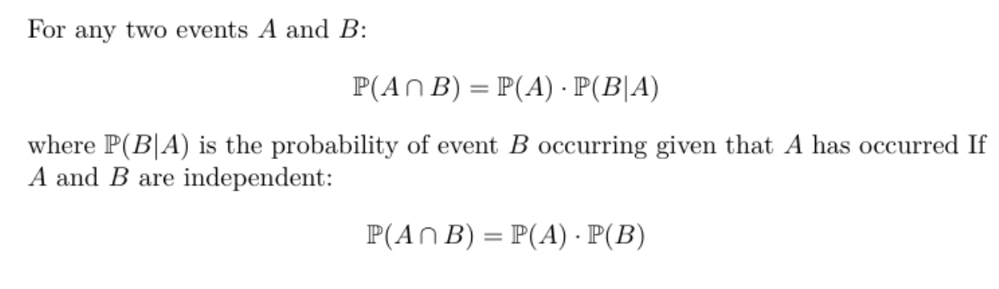 For any two events A and B:
ℙ(A ∩ B) = ℙ(A) · ℙ(B|A)
where ℙ(B|A) is the probability of event B occurring given that A has occurred If
A and B are independent:
ℙ(A ∩ B) = ℙ(A) · ℙ(B)